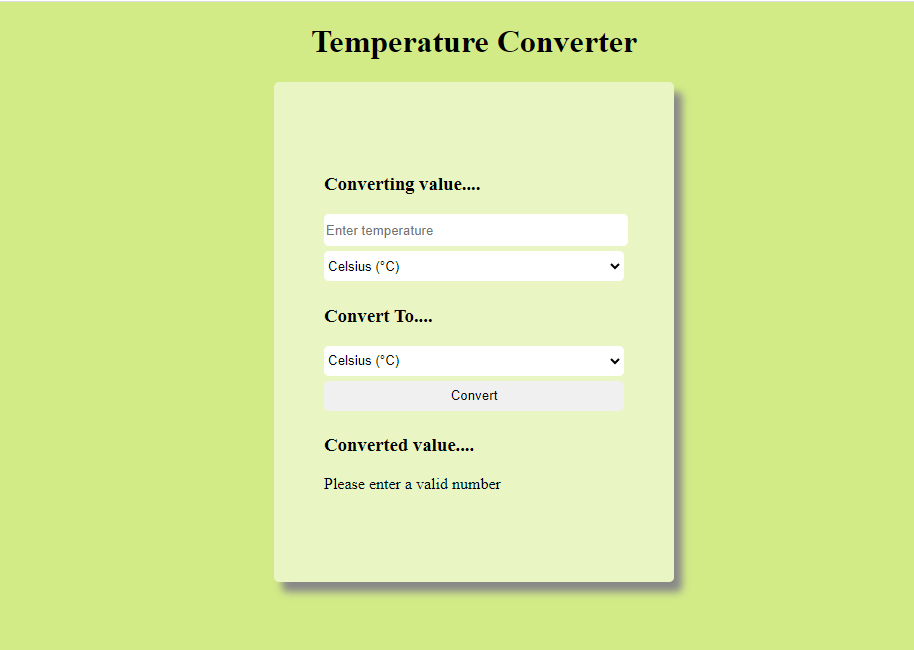 Temperature Converter
Converting value....
Enter temperature
Celsius (°C)
Convert To....
Celsius (°C)
Convert
Converted value....
Please enter a valid number